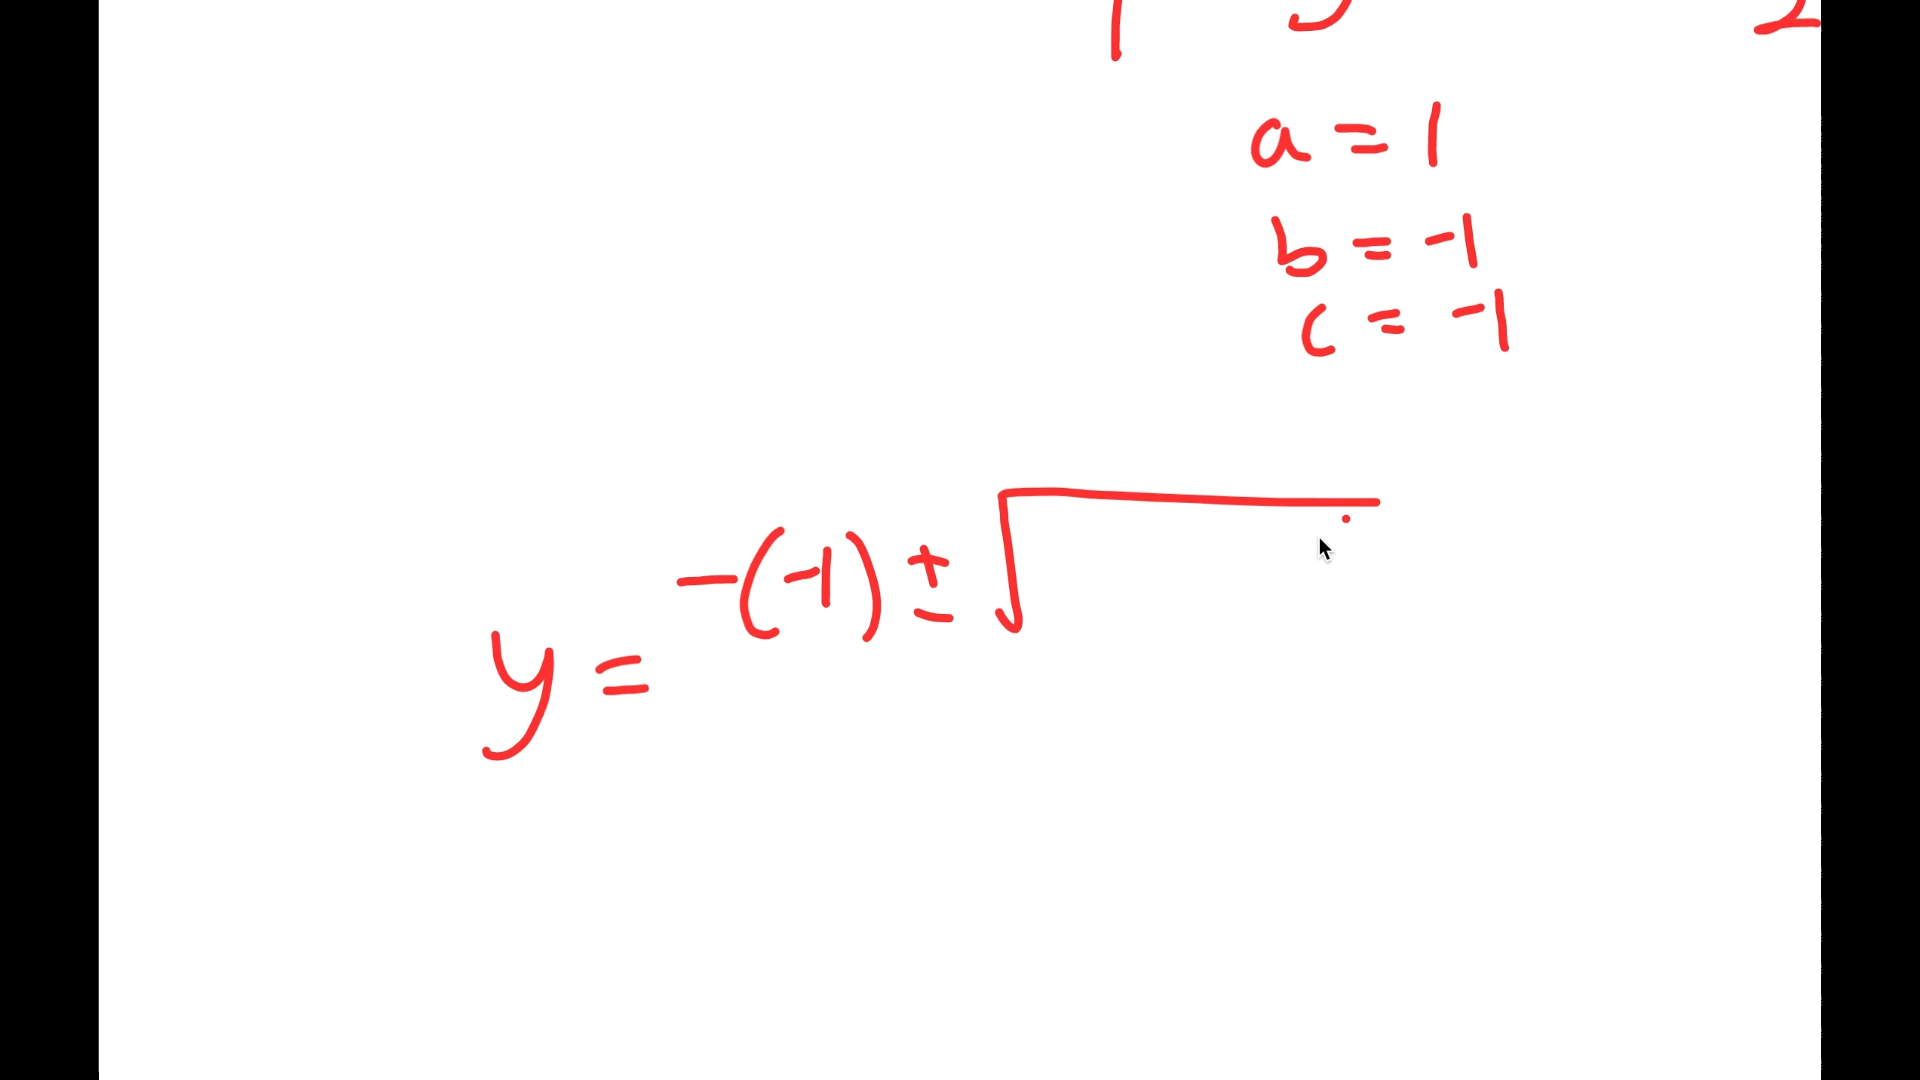 a = 1
b = -1
c = -1
y = -(-1) ± √